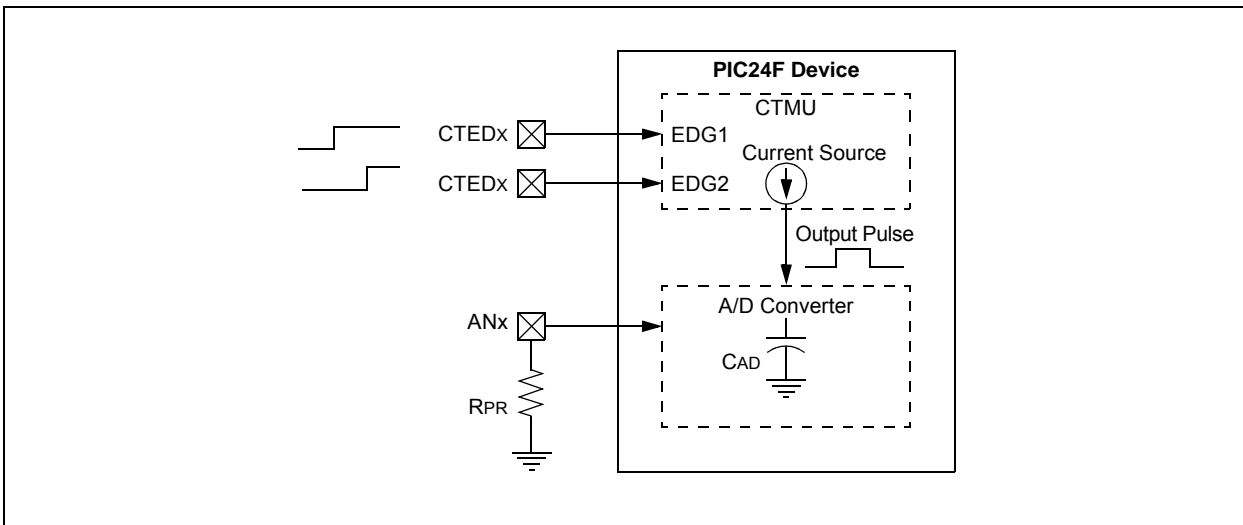 PIC24F Device
CTMU
CTEDX
EDG1
Current Source
CTEDX
EDG2
Output Pulse
A/D Converter
ANx
CAD
RPR